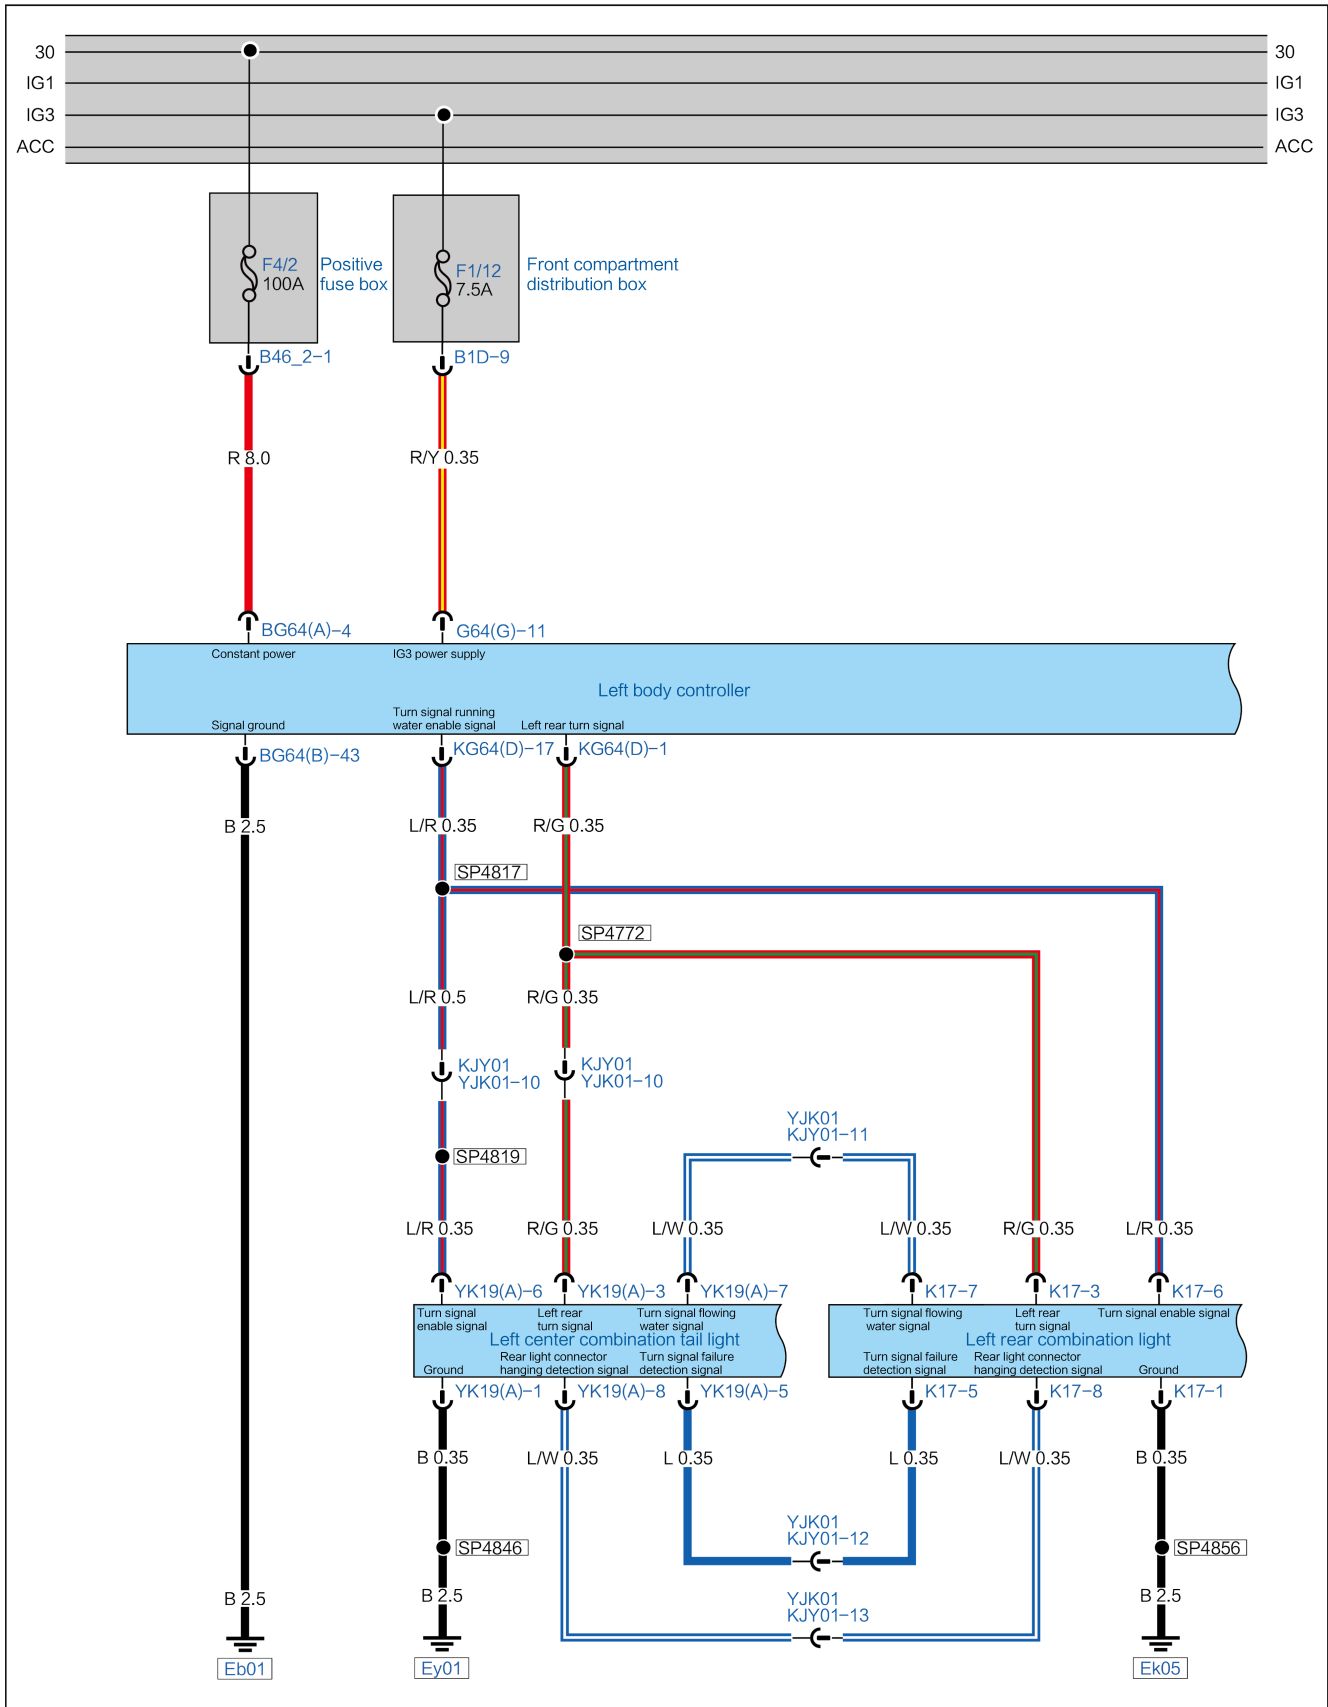 30
30
IG1
IG1
IG3
IG3
ACC
ACC
F4/2
100A
Positive
fuse box
F1/12
7.5A
Front compartment
distribution box
B46_2-1
B1D-9
R 8.0
R/Y 0.35
BG64(A)-4
G64(G)-11
Constant power
IG3 power supply
Left body controller
Signal ground
Turn signal running
water enable signal
Left rear turn signal
BG64(B)-43
KG64(D)-17
KG64(D)-1
B 2.5
L/R 0.35
R/G 0.35
SP4817
SP4772
L/R 0.5
R/G 0.35
KJY01
YJK01-10
KJY01
YJK01-10
YJK01
KJY01-11
SP4819
L/R 0.35
R/G 0.35
L/W 0.35
L/W 0.35
R/G 0.35
L/R 0.35
YK19(A)-6
YK19(A)-3
YK19(A)-7
K17-7
K17-3
K17-6
Turn signal
enable signal
Left rear
turn signal
Turn signal flowing
water signal
Left center combination tail light
Ground
Rear light connector
hanging detection signal
Turn signal failure
detection signal
Turn signal flowing
water signal
Left rear
turn signal
Turn signal enable signal
Left rear combination light
Turn signal failure
detection signal
Rear light connector
hanging detection signal
Ground
YK19(A)-1
YK19(A)-8
YK19(A)-5
K17-5
K17-8
K17-1
B 0.35
L/W 0.35
L 0.35
L 0.35
L/W 0.35
B 0.35
YJK01
KJY01-12
SP4846
SP4856
B 2.5
B 2.5
YJK01
KJY01-13
B 2.5
Eb01
Ey01
Ek05